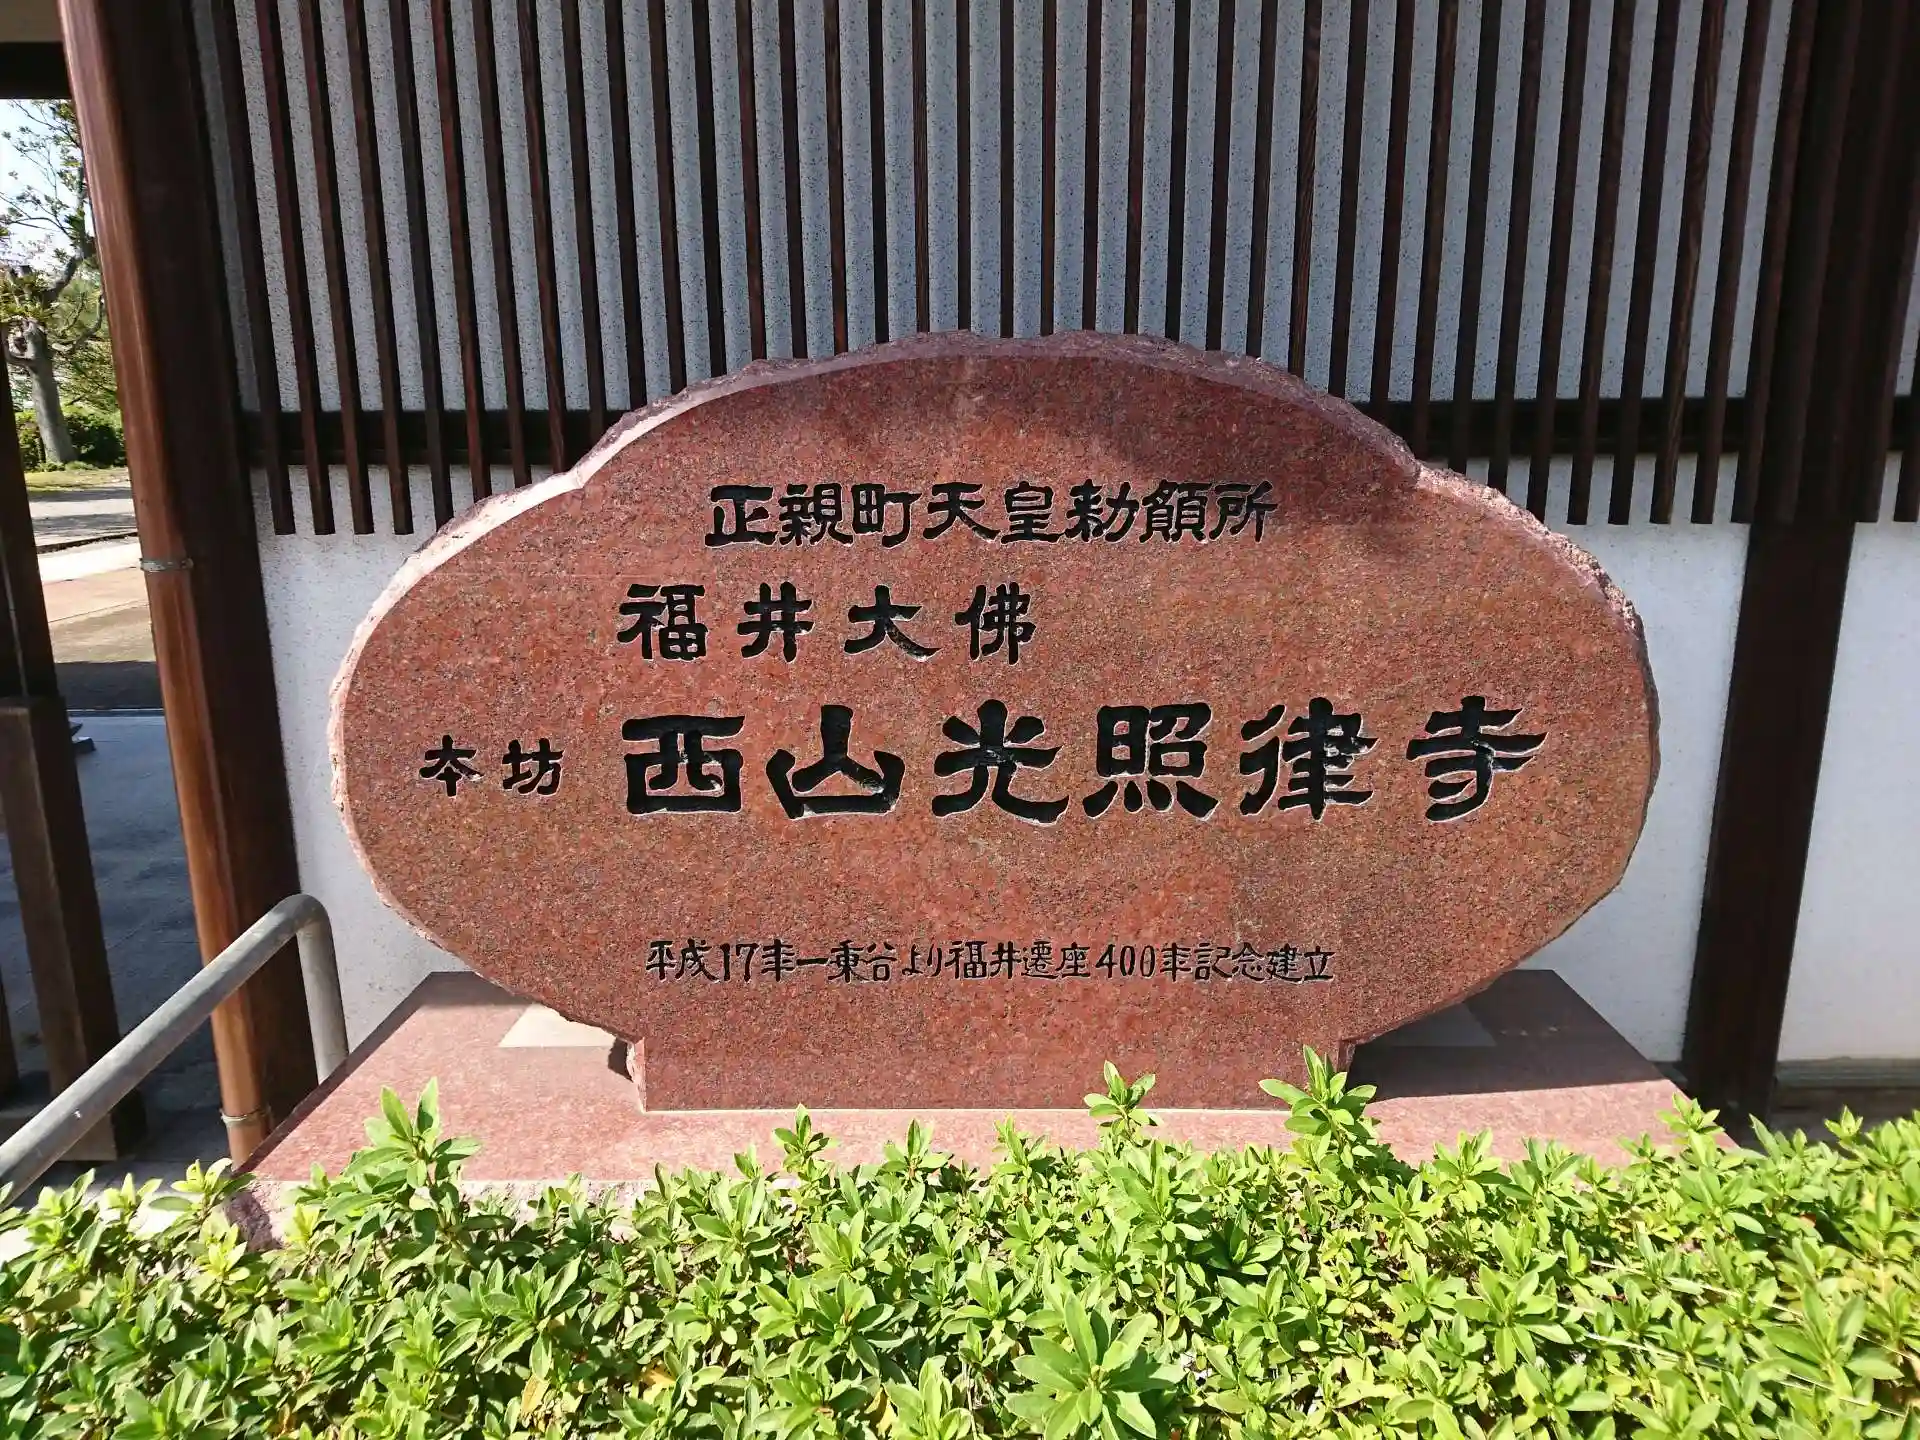 正親町天皇勅願所
福井大佛
本坊 西山光照律寺
平成17年一乗谷より福井遷座400年記念建立